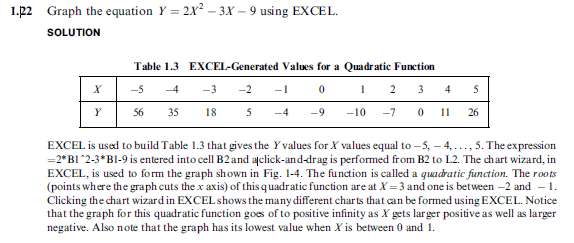 1.22 Graph the equation Y = 2X² – 3X – 9 using EXCEL.
SOLUTION
Table 1.3 EXCEL-Generated Values for a Quadratic Function
X –5 –4 –3 –2 –1 0 1 2 3 4 5
Y 56 35 18 5 –4 –9 –10 –7 0 11 26
EXCEL is used to build Table 1.3 that gives the Y values for X values equal to –5, – 4, . . . , 5. The expression
=2*B1^2-3*B1-9 is entered into cell B2 and a click-and-drag is performed from B2 to L2. The chart wizard, in
EXCEL, is used to form the graph shown in Fig. 1-4. The function is called a quadratic function. The roots
(points where the graph cuts the x axis) of this quadratic function are at X = 3 and one is between –2 and – 1.
Clicking the chart wizard in EXCEL shows the many different charts that can be formed using EXCEL. Notice
that the graph for this quadratic function goes of to positive infinity as X gets larger positive as well as larger
negative. Also note that the graph has its lowest value when X is between 0 and 1.